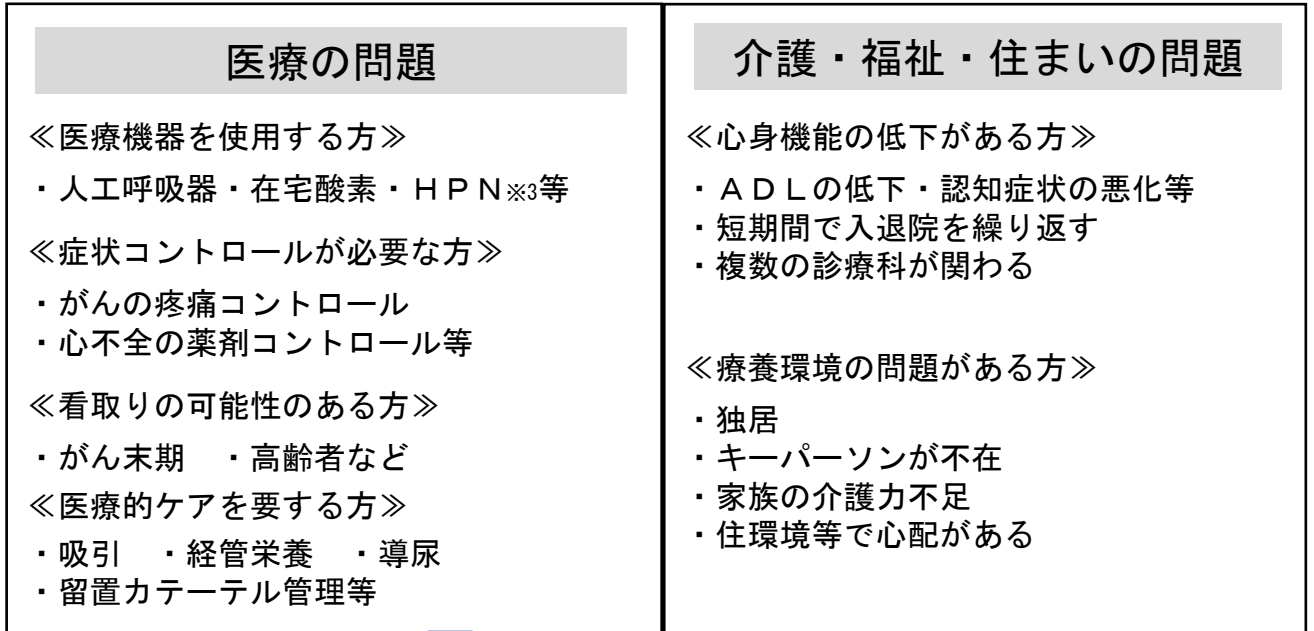 医療の問題
≪医療機器を使用する方≫
・人工呼吸器・在宅酸素・ＨＰＮ※3等
≪症状コントロールが必要な方≫
・がんの疼痛コントロール
・心不全の薬剤コントロール等
≪看取りの可能性のある方≫
・がん末期　・高齢者など
≪医療的ケアを要する方≫
・吸引　・経管栄養　・導尿
・留置カテーテル管理等
介護・福祉・住まいの問題
≪心身機能の低下がある方≫
・ＡＤＬの低下・認知症状の悪化等
・短期間で入退院を繰り返す
・複数の診療科が関わる
≪療養環境の問題がある方≫
・独居
・キーパーソンが不在
・家族の介護力不足
・住環境等で心配がある